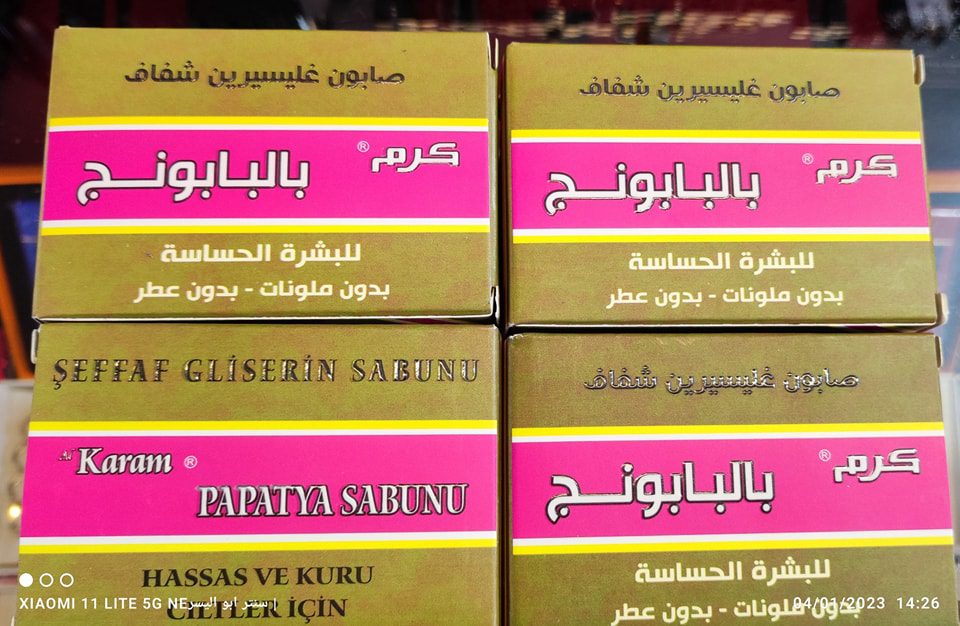 صابون غليسيرين شفاف
كرم ®
بالبابونج
للبشرة الحساسة
بدون ملونات - بدون عطر
صابون غليسيرين شفاف
كرم ®
بالبابونج
للبشرة الحساسة
بدون ملونات - بدون عطر
ŞEFFAF GLİSERİN SABUNU
Al Karam ®
PAPATYA SABUNU
HASSAS VE KURU
CİLTLER İÇİN
صابون غليسيرين شفاف
كرم ®
بالبابونج
للبشرة الحساسة
بدون ملونات - بدون عطر
XIAOMI 11 LITE 5G NE سنتر ابو اليسر |
04/01/2023 14:26